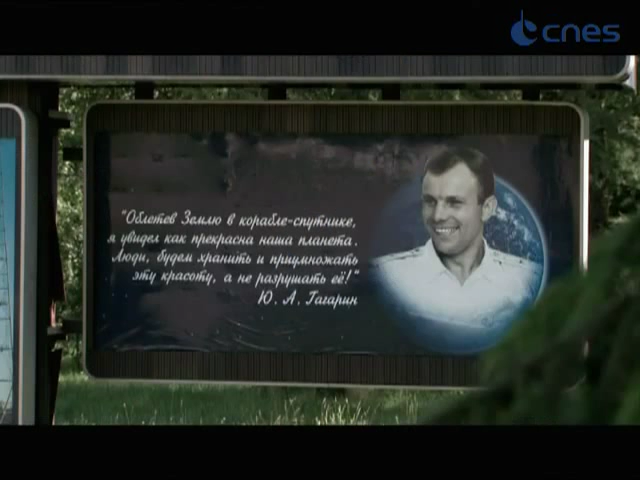 cnes
"Облетев Землю в корабле-спутнике,
я увидел как прекрасна наша планета.
Люди, будем хранить и приумножать
эту красоту, а не разрушать её!"
Ю. А. Гагарин